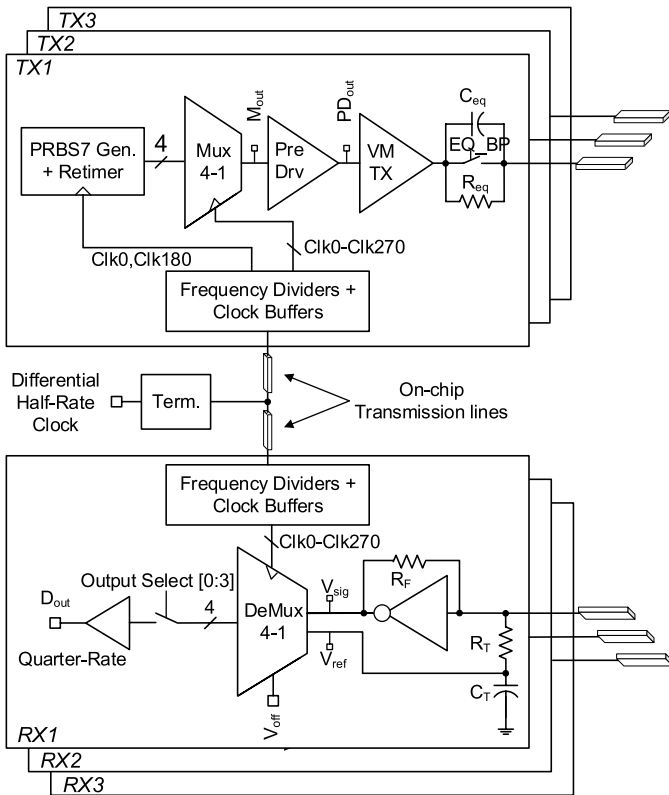 TX3
TX2
TX1
PRBS7 Gen.
+ Retimer
4
Mux
4-1
Mout
Pre
Drv
PDout
VM
TX
Ceq
EQ_BP
Req
Clk0,Clk180
Clk0-Clk270
Frequency Dividers +
Clock Buffers
Differential
Half-Rate
Clock
Term.
On-chip
Transmission lines
Frequency Dividers +
Clock Buffers
Clk0-Clk270
Output Select [0:3]
Dout
4
Quarter-Rate
DeMux
4-1
Vsig
Vref
RF
RT
CT
Voff
RX1
RX2
RX3